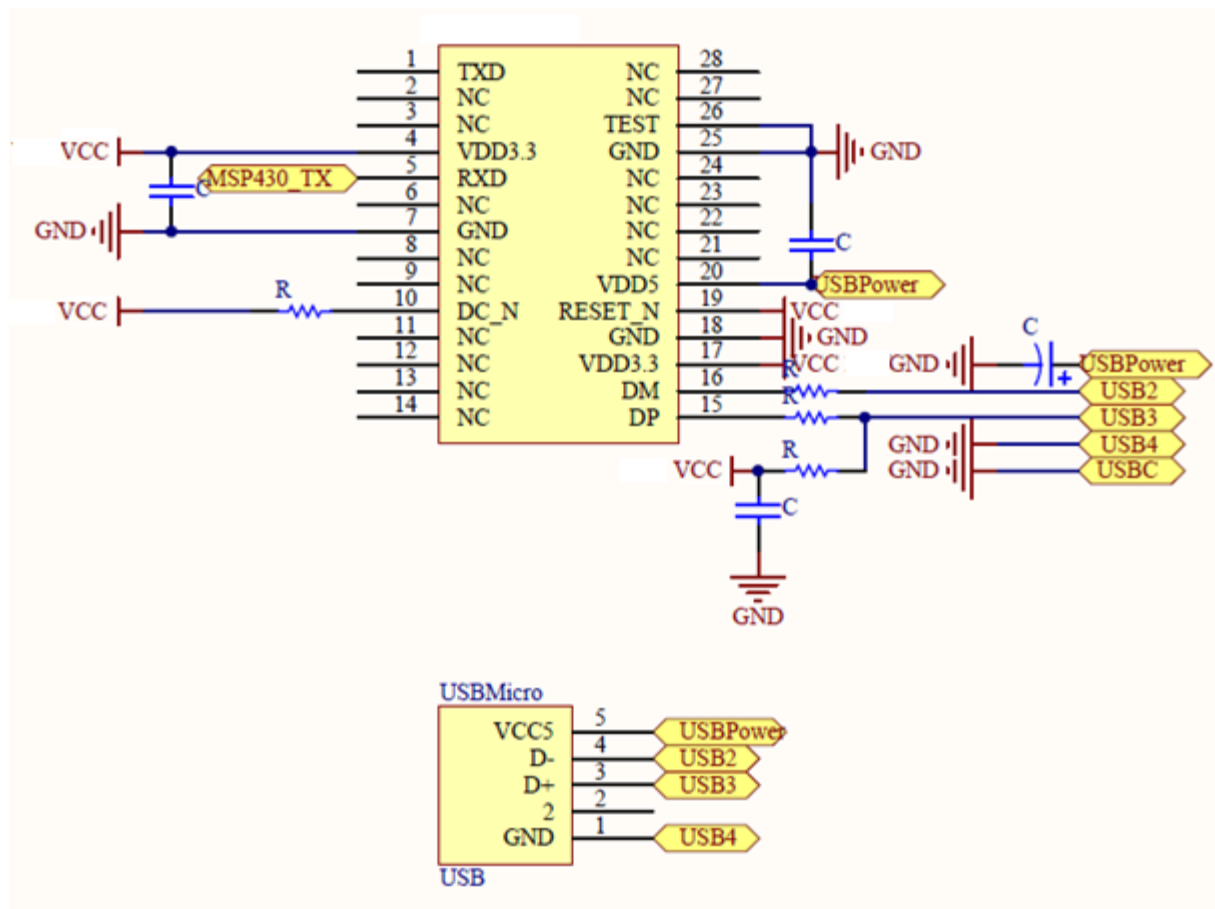 1 TXD NC 28
2 NC NC 27
3 NC TEST 26
VCC 4 VDD3.3 GND 25 GND
MSP430_TX 5 RXD NC 24
C
6 NC NC 23
GND 7 GND NC 22
8 NC NC 21
C
9 NC VDD5 20 USBPower
VCC R 10 DC_N RESET_N 19 VCC
11 NC GND 18 GND
C
12 NC VDD3.3 17 VCC GND + USBPower
13 NC DM 16 R USB2
14 NC DP 15 R USB3
GND USB4
VCC R GND USBC
C
GND
USBMicro
VCC5 5 USBPower
D- 4 USB2
D+ 3 USB3
2 2
GND 1 USB4
USB